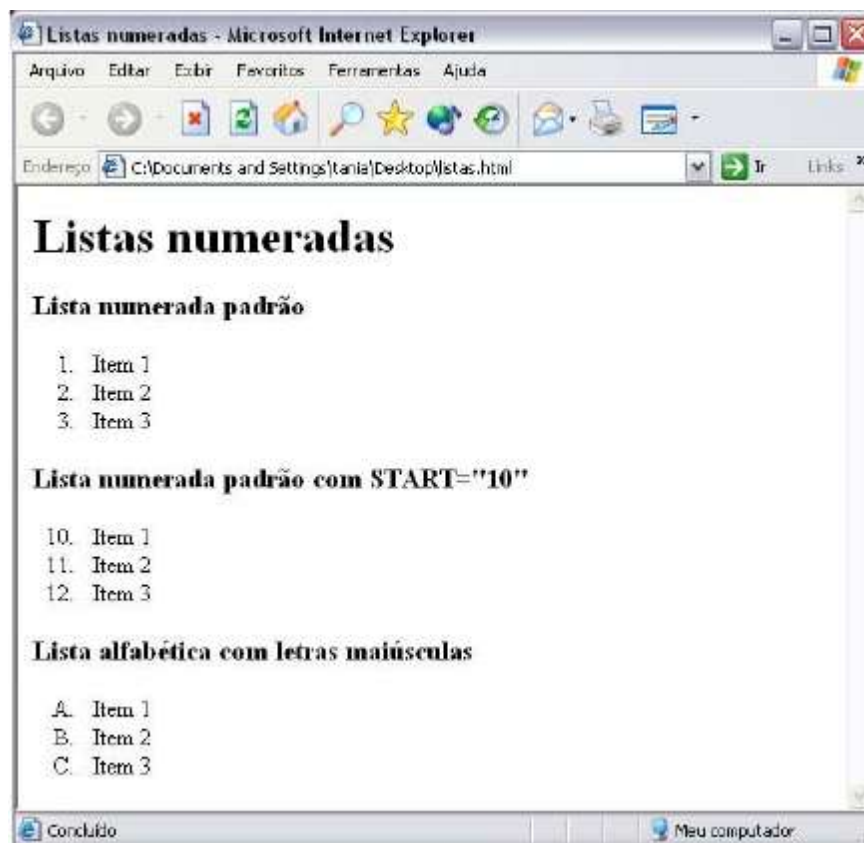 Listas numeradas - Microsoft Internet Explorer
Arquivo Editar Exibir Favoritos Ferramentas Ajuda
Endereço C:\Documents and Settings\tania\Desktop\listas.html Ir Links »
Listas numeradas
Lista numerada padrão
1. Item 1
2. Item 2
3. Item 3
Lista numerada padrão com START="10"
10. Item 1
11. Item 2
12. Item 3
Lista alfabética com letras maiúsculas
A. Item 1
B. Item 2
C. Item 3
Concluído Meu computador